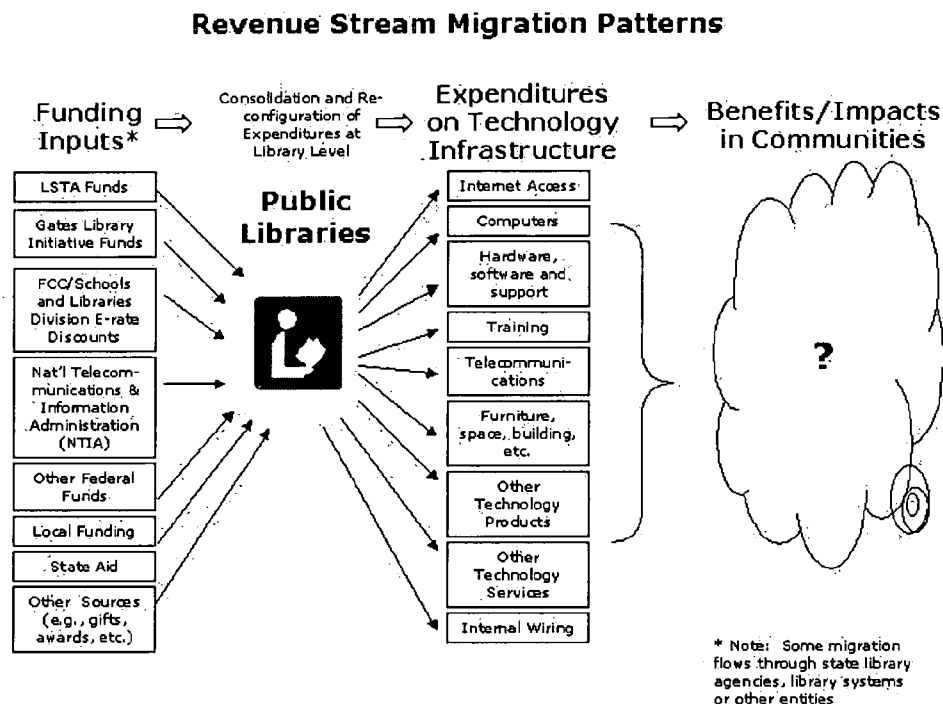 Revenue Stream Migration Patterns
Funding
Inputs*
Consolidation and Re-
configuration of
Expenditures at
Library Level
Expenditures
on Technology
Infrastructure
Benefits/Impacts
in Communities
LSTA Funds
Gates Library
Initiative Funds
FCC/Schools
and Libraries
Division E-rate
Discounts
Nat'l Telecom-
munications &
Information
Administration
(NTIA)
Other Federal
Funds
Local Funding
State Aid
Other Sources
(e.g., gifts,
awards, etc.)
Public
Libraries
Internet Access
Computers
Hardware,
software and
support
Training
Telecommuni-
cations
Furniture,
space, building,
etc.
Other
Technology
Products
Other
Technology
Services
Internal Wiring
?
* Note: Some migration
flows through state library
agencies, library systems
or other entities